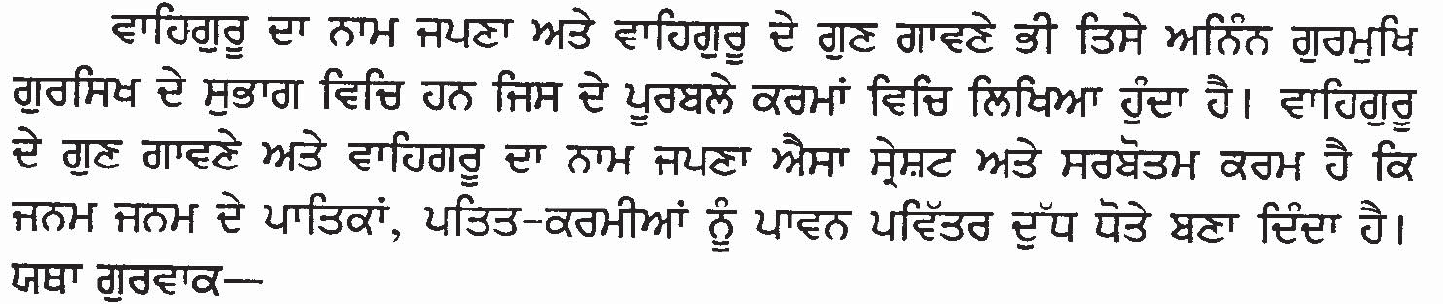 ਵਾਹਿਗੁਰੂ ਦਾ ਨਾਮ ਜਪਣਾ ਅਤੇ ਵਾਹਿਗੁਰੂ ਦੇ ਗੁਣ ਗਾਵਣੇ ਭੀ ਤਿਸੇ ਅਨਿੰਨ ਗੁਰਮੁਖਿ
ਗੁਰਸਿਖ ਦੇ ਸੁਭਾਗ ਵਿਚਿ ਹਨ ਜਿਸ ਦੇ ਪੂਰਬਲੇ ਕਰਮਾਂ ਵਿਚਿ ਲਿਖਿਆ ਹੁੰਦਾ ਹੈ। ਵਾਹਿਗੁਰੂ
ਦੇ ਗੁਣ ਗਾਵਣੇ ਅਤੇ ਵਾਹਿਗਰੂ ਦਾ ਨਾਮ ਜਪਣਾ ਐਸਾ ਸ੍ਰੇਸ਼ਟ ਅਤੇ ਸਰਬੋਤਮ ਕਰਮ ਹੈ ਕਿ
ਜਨਮ ਜਨਮ ਦੇ ਪਾਤਿਕਾਂ, ਪਤਿਤ-ਕਰਮੀਆਂ ਨੂੰ ਪਾਵਨ ਪਵਿੱਤਰ ਦੁੱਧ ਧੋਤੇ ਬਣਾ ਦਿੰਦਾ ਹੈ।
ਯਥਾ ਗੁਰਵਾਕ—